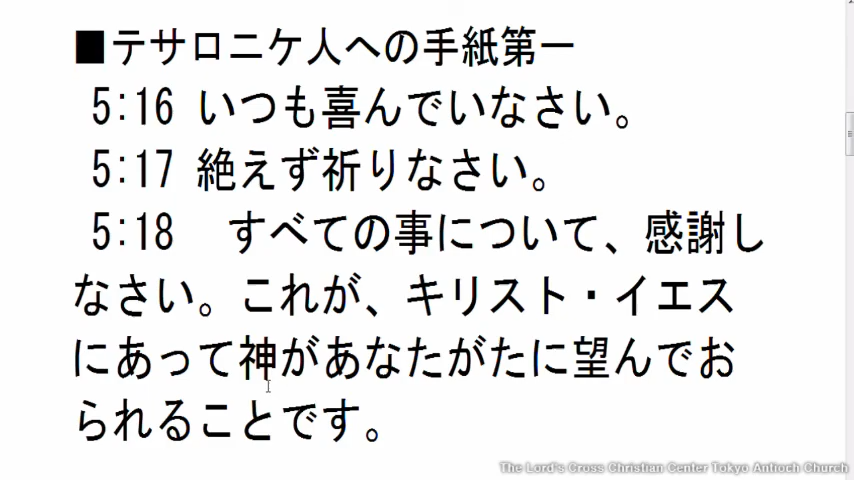 ■テサロニケ人への手紙第一
5:16 いつも喜んでいなさい。
5:17 絶えず祈りなさい。
5:18　すべての事について、感謝し
なさい。これが、キリスト・イエス
にあって神があなたがたに望んでお
られることです。
The Lord's Cross Christian Center Tokyo Antioch Church